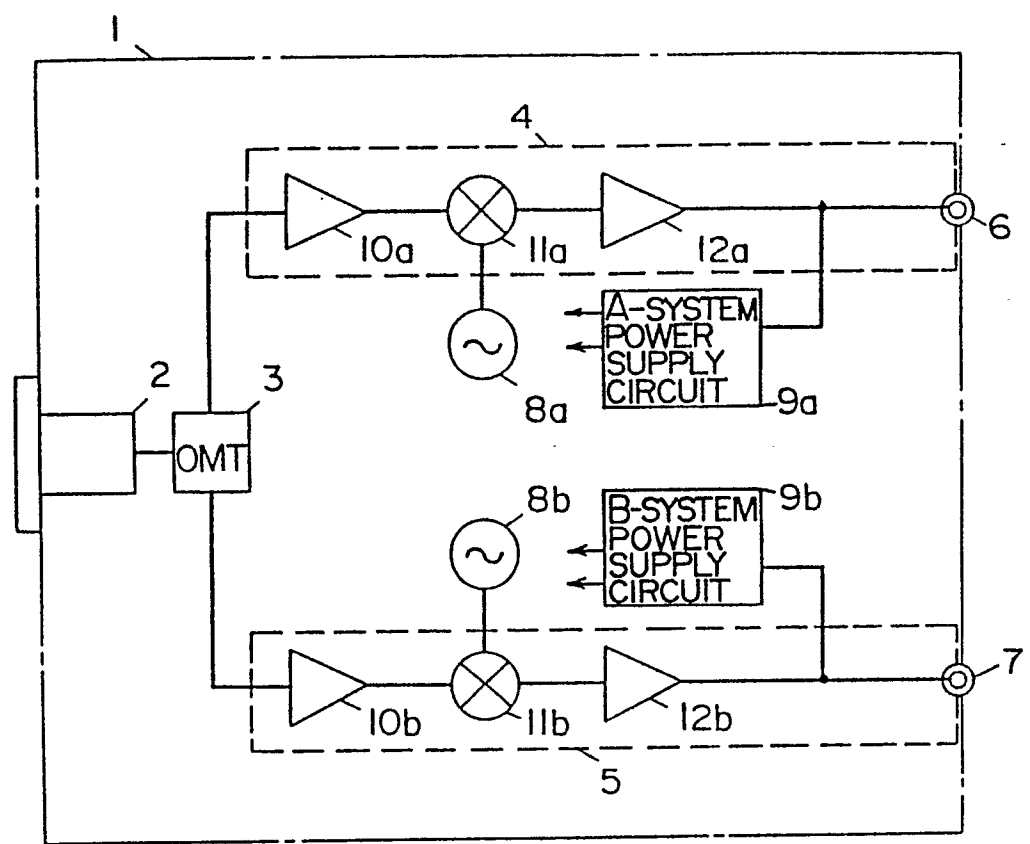 1
4
10a
11a
12a
6
A-SYSTEM
POWER
SUPPLY
CIRCUIT
8a
9a
2
3
OMT
8b
9b
B-SYSTEM
POWER
SUPPLY
CIRCUIT
10b
11b
12b
7
5